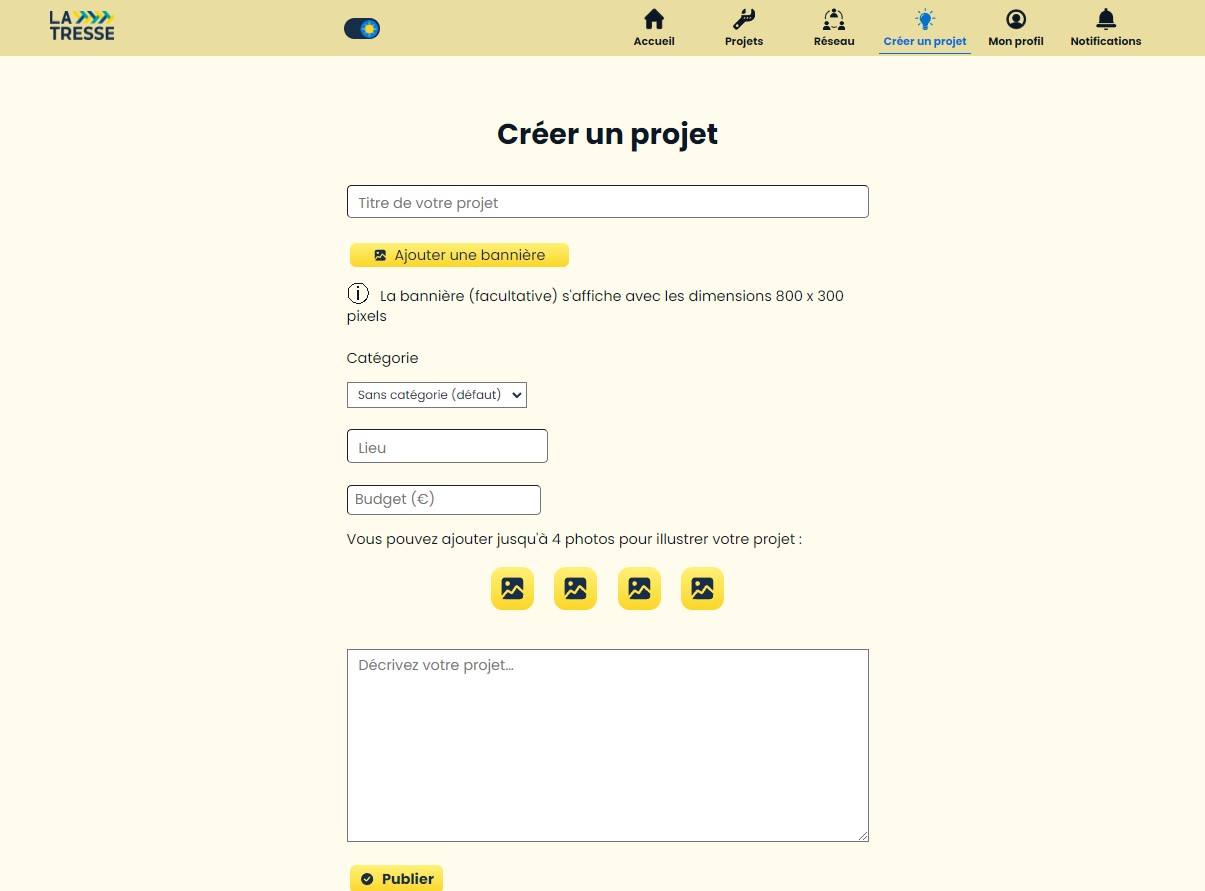 LA
TRESSE
Accueil
Projets
Réseau
Créer un projet
Mon profil
Notifications
Créer un projet
Titre de votre projet
Ajouter une bannière
La bannière (facultative) s'affiche avec les dimensions 800 x 300
pixels
Catégorie
Sans catégorie (défaut)
Lieu
Budget (€)
Vous pouvez ajouter jusqu'à 4 photos pour illustrer votre projet :
Décrivez votre projet...
Publier